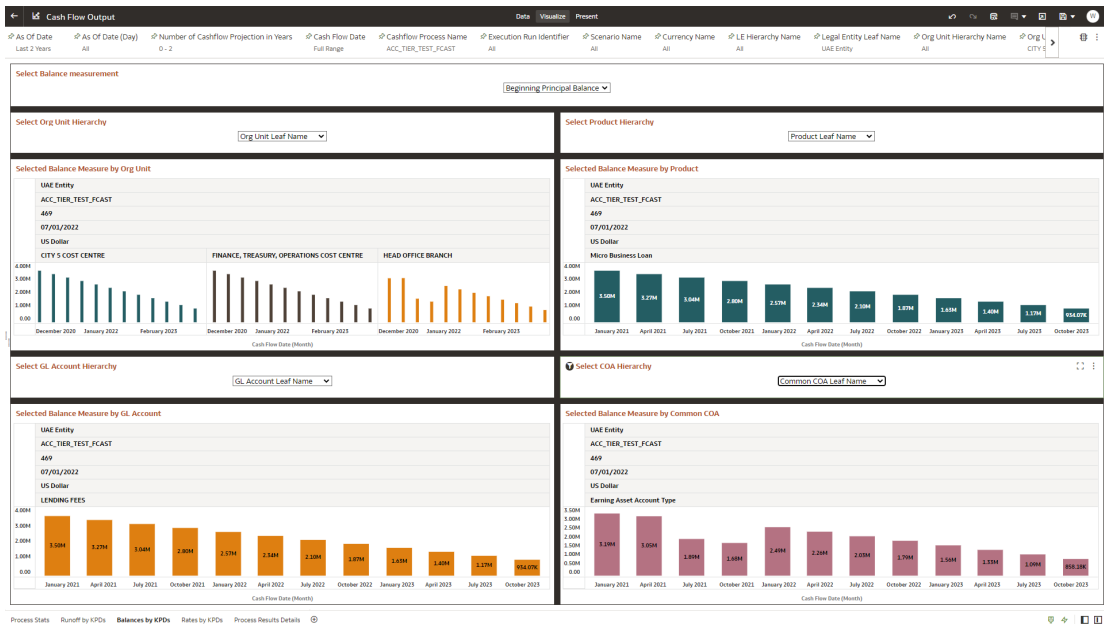 Cash Flow Output
Data Visualize Present
As Of Date As Of Date (Day) Number of Cashflow Projection in Years Cash Flow Date Cashflow Process Name Execution Run Identifier Scenario Name Currency Name LE Hierarchy Name Legal Entity Leaf Name Org Unit Hierarchy Name Org U
Last 2 Years All 0 - 2 Full Range ACC_TIER_TEST_FCAST All All All All UAE Entity All CITY 5
Select Balance measurement
Beginning Principal Balance
Select Org Unit Hierarchy
Org Unit Leaf Name
Select Product Hierarchy
Product Leaf Name
Selected Balance Measure by Org Unit
UAE Entity
ACC_TIER_TEST_FCAST
469
07/01/2022
US Dollar
CITY 5 COST CENTRE FINANCE, TREASURY, OPERATIONS COST CENTRE HEAD OFFICE BRANCH
4.00M
3.00M
2.00M
1.00M
0.00
December 2020 January 2022 February 2023 December 2020 January 2022 February 2023 December 2020 January 2022 February 2023
Cash Flow Date (Month)
Selected Balance Measure by Product
UAE Entity
ACC_TIER_TEST_FCAST
469
07/01/2022
US Dollar
Micro Business Loan
4.00M
3.00M
2.00M
1.00M
0.00
3.50M 3.27M 3.04M 2.80M 2.57M 2.34M 2.10M 1.87M 1.63M 1.40M 1.17M 934.07K
January 2021 April 2021 July 2021 October 2021 January 2022 April 2022 July 2022 October 2022 January 2023 April 2023 July 2023 October 2023
Cash Flow Date (Month)
Select GL Account Hierarchy
GL Account Leaf Name
Select COA Hierarchy
Common COA Leaf Name
Selected Balance Measure by GL Account
UAE Entity
ACC_TIER_TEST_FCAST
469
07/01/2022
US Dollar
LENDING FEES
4.00M
3.00M
2.00M
1.00M
0.00
3.50M 3.27M 3.04M 2.80M 2.57M 2.34M 2.10M 1.87M 1.63M 1.40M 1.17M 934.07K
January 2021 April 2021 July 2021 October 2021 January 2022 April 2022 July 2022 October 2022 January 2023 April 2023 July 2023 October 2023
Cash Flow Date (Month)
Selected Balance Measure by Common COA
UAE Entity
ACC_TIER_TEST_FCAST
469
07/01/2022
US Dollar
Earning Asset Account Type
3.50M
3.00M
2.50M
2.00M
1.50M
1.00M
0.50M
0.00
3.19M 3.05M 1.89M 1.68M 2.49M 2.26M 2.03M 1.79M 1.56M 1.33M 1.09M 858.18K
January 2021 April 2021 July 2021 October 2021 January 2022 April 2022 July 2022 October 2022 January 2023 April 2023 July 2023 October 2023
Cash Flow Date (Month)
Process Stats Runoff by KPDs Balances by KPDs Rates by KPDs Process Results Details